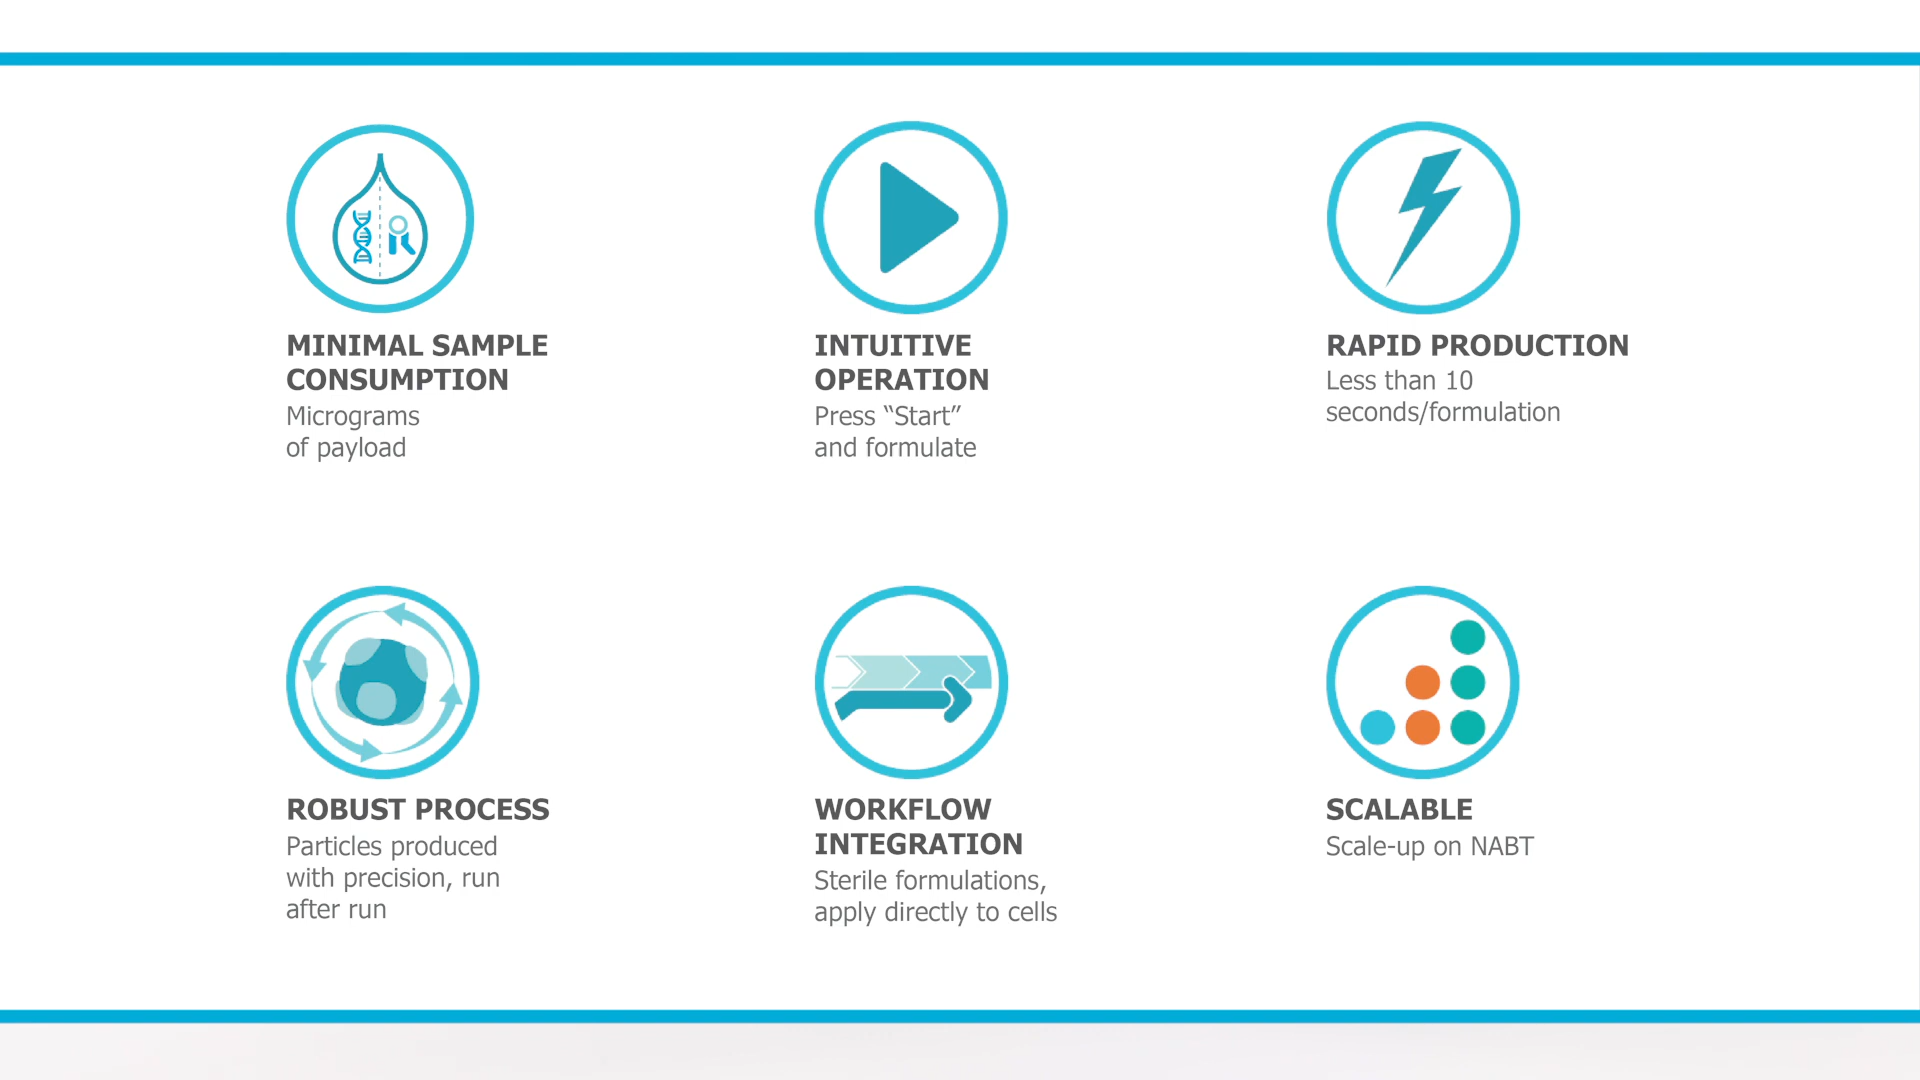 MINIMAL SAMPLE
CONSUMPTION
Micrograms
of payload
INTUITIVE
OPERATION
Press “Start”
and formulate
RAPID PRODUCTION
Less than 10
seconds/formulation
ROBUST PROCESS
Particles produced
with precision, run
after run
WORKFLOW
INTEGRATION
Sterile formulations,
apply directly to cells
SCALABLE
Scale-up on NABT